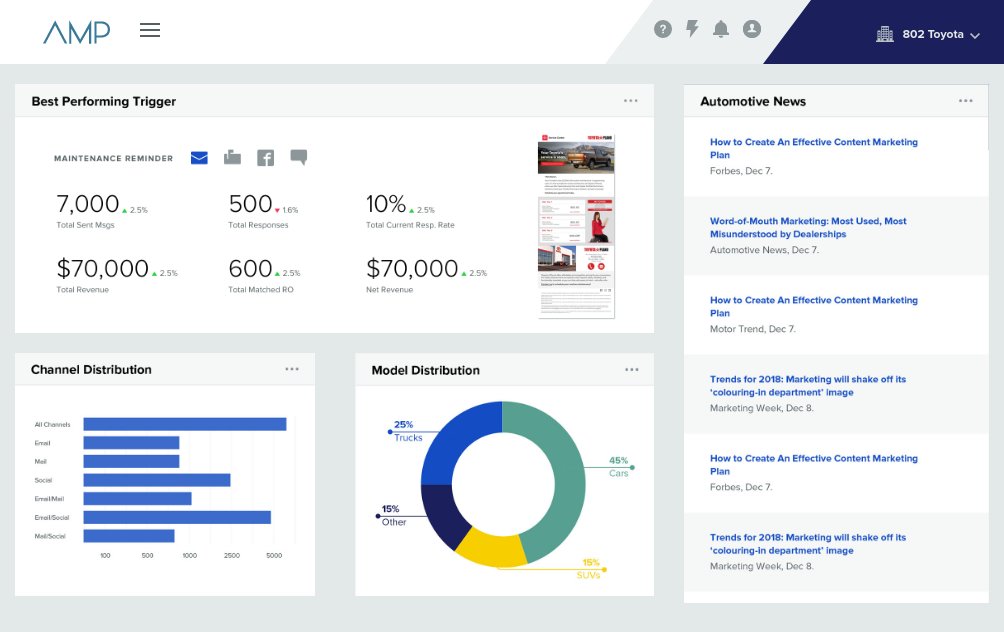 AMP
?
802 Toyota
Best Performing Trigger
MAINTENANCE REMINDER
7,000 2.5%
Total Sent Msgs
500 1.6%
Total Responses
10% 2.5%
Total Current Resp. Rate
$70,000 2.5%
Total Revenue
600 2.5%
Total Matched RO
$70,000 2.5%
Net Revenue
Channel Distribution
All Channels
Email
Mail
Social
Email/Mail
Email/Social
Mail/Social
100 500 1000 2500 5000
Model Distribution
25%
Trucks
45%
Cars
15%
Other
15%
SUVs
Automotive News
How to Create An Effective Content Marketing
Plan
Forbes, Dec 7.
Word-of-Mouth Marketing: Most Used, Most
Misunderstood by Dealerships
Automotive News, Dec 7.
How to Create An Effective Content Marketing
Plan
Motor Trend, Dec 7.
Trends for 2018: Marketing will shake off its
‘colouring-in department’ image
Marketing Week, Dec 8.
How to Create An Effective Content Marketing
Plan
Forbes, Dec 7.
Trends for 2018: Marketing will shake off its
‘colouring-in department’ image
Marketing Week, Dec 8.